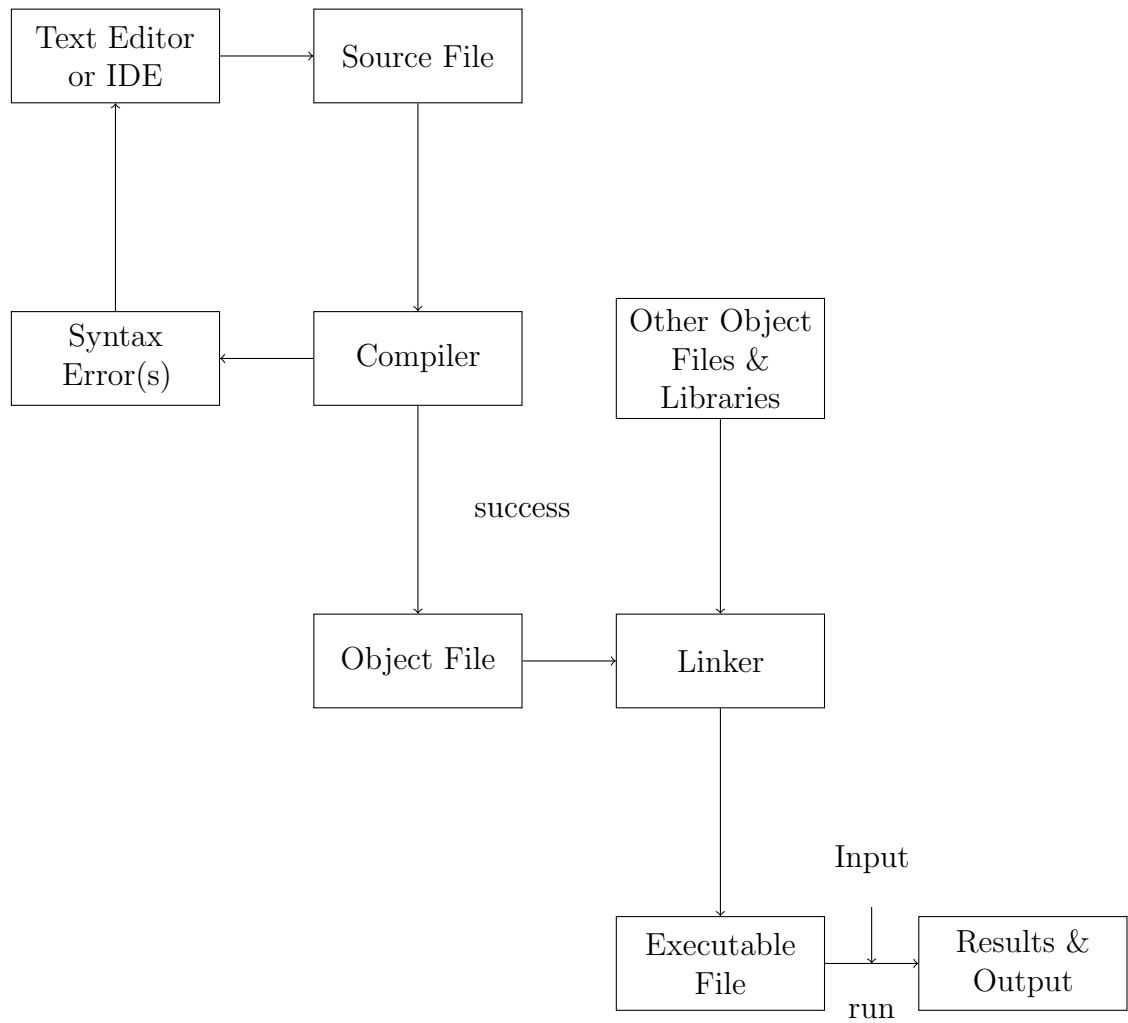 Text Editor
or IDE
Source File
Syntax
Error(s)
Compiler
Other Object
Files &
Libraries
success
Object File
Linker
Input
Executable
File
run
Results &
Output